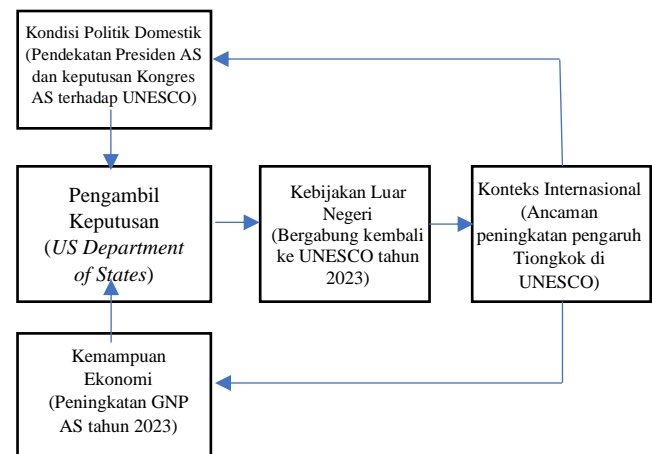 Kondisi Politik Domestik
(Pendekatan Presiden AS
dan keputusan Kongres
AS terhadap UNESCO)
Pengambil
Keputusan
(US Department
of States)
Kebijakan Luar
Negeri
(Bergabung kembali
ke UNESCO tahun
2023)
Konteks Internasional
(Ancaman
peningkatan pengaruh
Tiongkok di
UNESCO)
Kemampuan
Ekonomi
(Peningkatan GNP
AS tahun 2023)